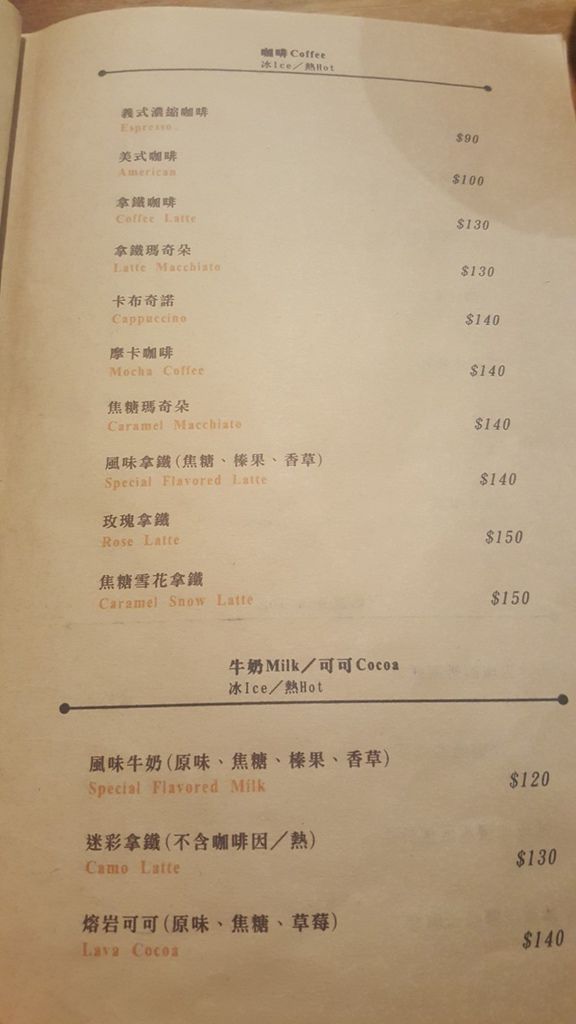 咖啡Coffee
冰Ice／熱Hot
義式濃縮咖啡
Espresso
$90
美式咖啡
American
$100
拿鐵咖啡
Coffee Latte
$130
拿鐵瑪奇朵
Latte Macchiato
$130
卡布奇諾
Cappuccino
$140
摩卡咖啡
Mocha Coffee
$140
焦糖瑪奇朵
Caramel Macchiato
$140
風味拿鐵(焦糖、榛果、香草)
Special Flavored Latte
$140
玫瑰拿鐵
Rose Latte
$150
焦糖雪花拿鐵
Caramel Snow Latte
$150
牛奶Milk／可可Cocoa
冰Ice／熱Hot
風味牛奶(原味、焦糖、榛果、香草)
Special Flavored Milk
$120
迷彩拿鐵(不含咖啡因／熱)
Camo Latte
$130
熔岩可可(原味、焦糖、草莓)
Lava Cocoa
$140